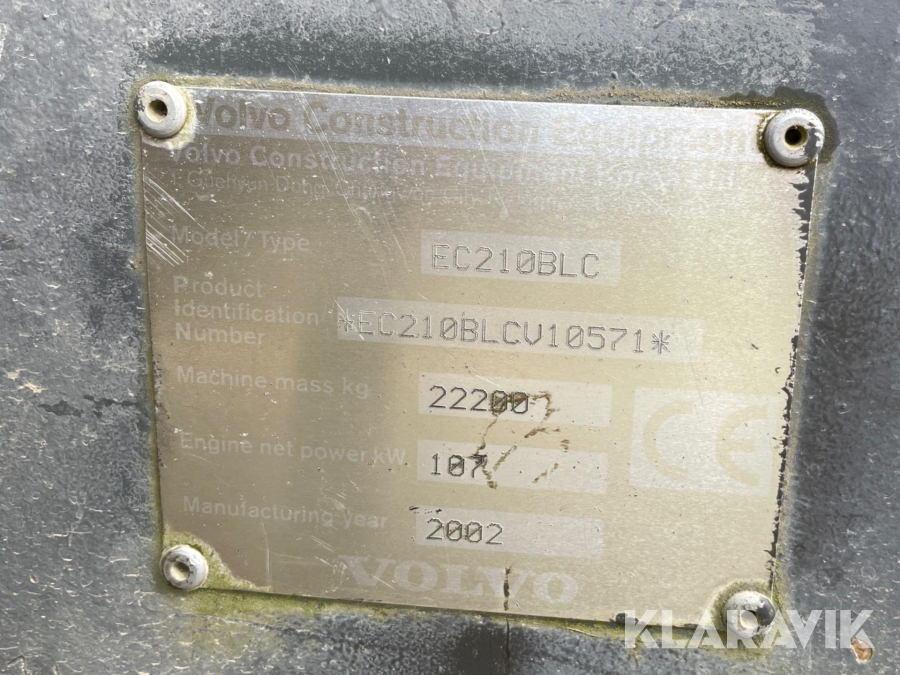 Volvo Construction Equipment
Volvo Construction Equipment
Model/Type EC210BLC
Product
Identification *EC210BLCV10571*
Number
Machine mass kg 22200
Engine net power kW 107
CE
Manufacturing year 2002
VOLVO
KLARAVIK